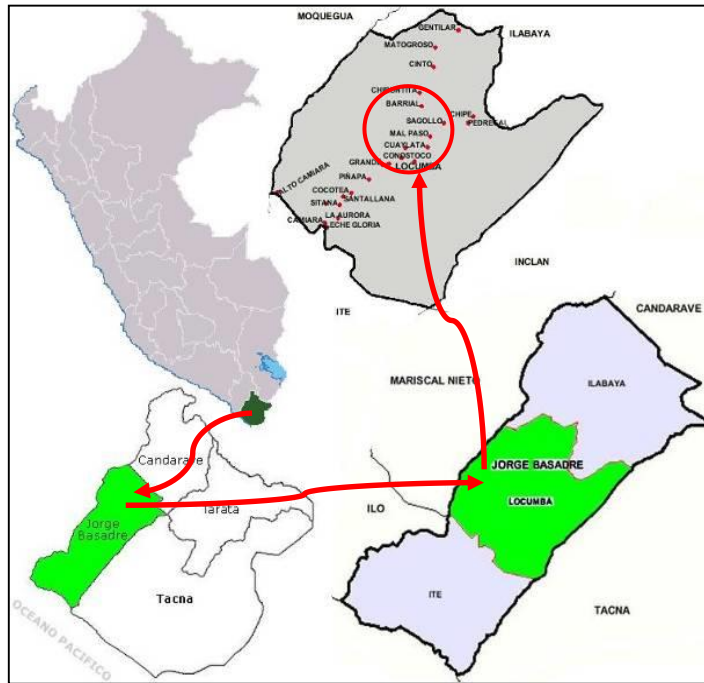 MOQUEGUA
GENTILAR
ILABAYA
MATOGROSO
CINTO
CHIPORTITA
BARRIAL
CHIPE
SAGOLLO
PEDREGAL
MAL PASO
CUAYLATA
CONOSTOCO
GRANDE
LOCUMBA
ALTO CAMIARA
PIÑAPA
COCOTEA
SANTALLANA
SITANA
LA AURORA
CAMIARA
LECHE GLORIA
INCLAN
ITE
CANDARAVE
MARISCAL NIETO
ILABAYA
JORGE BASADRE
LOCUMBA
ILO
ITE
TACNA
Candarave
Tarata
Jorge
Basadre
Tacna
OCEANO PACIFICO